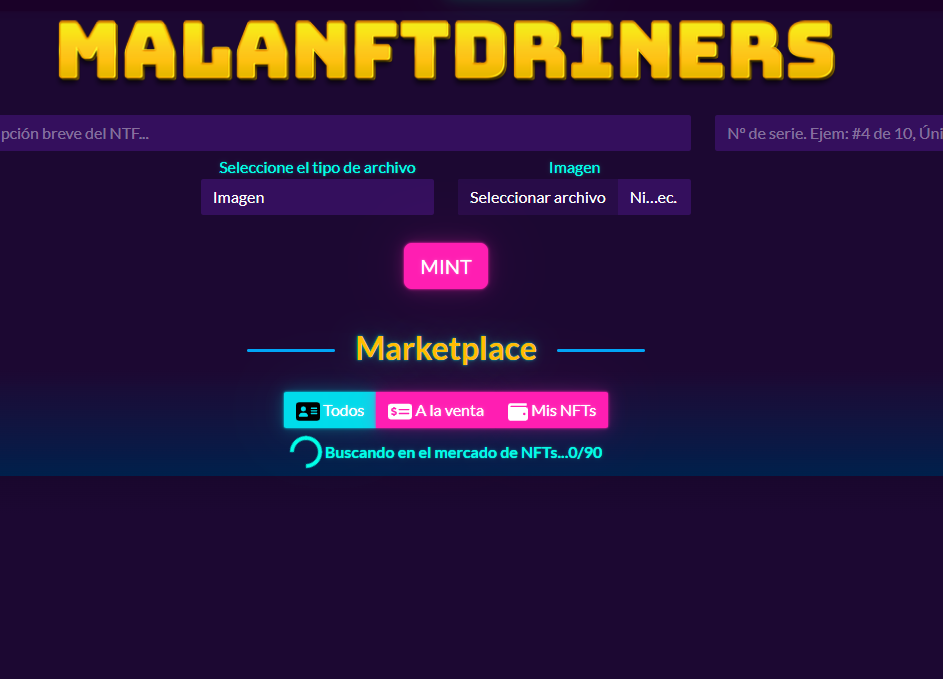 MALANFTDRINERS
pción breve del NTF...
Nº de serie. Ejem: #4 de 10, Úni
Seleccione el tipo de archivo
Imagen
Imagen
Seleccionar archivo Ni...ec.
MINT
Marketplace
Todos A la venta Mis NFTs
Buscando en el mercado de NFTs...0/90